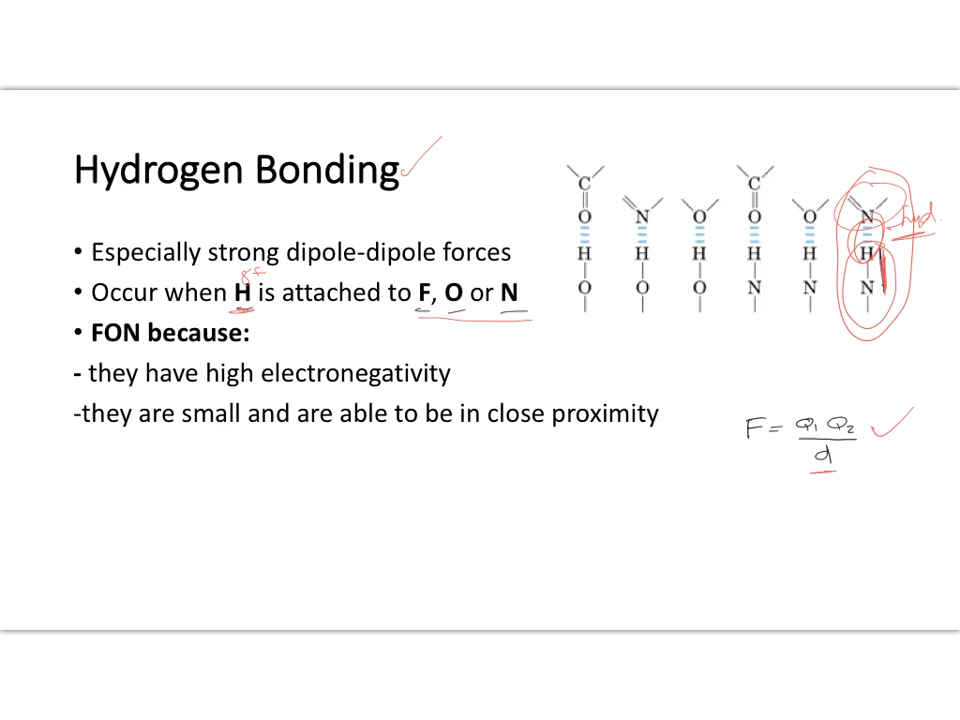 Hydrogen Bonding
• Especially strong dipole-dipole forces
δ+
• Occur when H is attached to F, O or N
• FON because:
- they have high electronegativity
-they are small and are able to be in close proximity
C C
O N O O O N hyd.
H H H H H H
O O O N N N
F = Q1 Q2
d